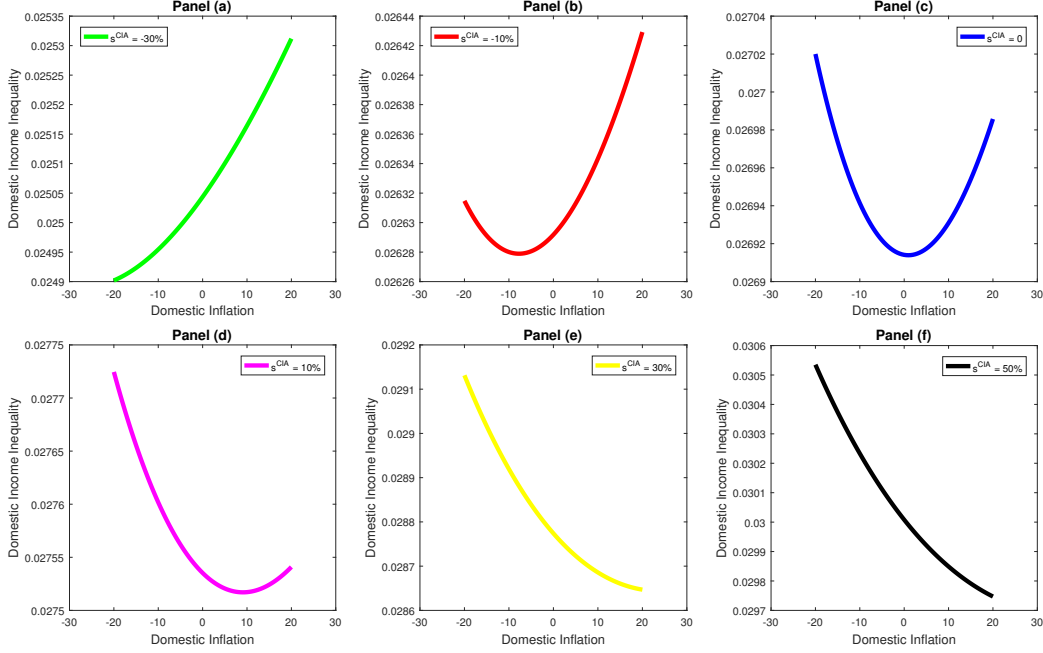 Panel (a)
0.02535
0.0253
0.02525
0.0252
0.02515
0.0251
0.02505
0.025
0.02495
0.0249
Domestic Income Inequality
s^CIA = -30%
-30 -20 -10 0 10 20 30
Domestic Inflation
Panel (b)
0.02644
0.02642
0.0264
0.02638
0.02636
0.02634
0.02632
0.0263
0.02628
0.02626
Domestic Income Inequality
s^CIA = -10%
-30 -20 -10 0 10 20 30
Domestic Inflation
Panel (c)
0.02704
0.02702
0.027
0.02698
0.02696
0.02694
0.02692
0.0269
Domestic Income Inequality
s^CIA = 0
-30 -20 -10 0 10 20 30
Domestic Inflation
Panel (d)
0.02775
0.0277
0.02765
0.0276
0.02755
0.0275
Domestic Income Inequality
s^CIA = 10%
-30 -20 -10 0 10 20 30
Domestic Inflation
Panel (e)
0.0292
0.0291
0.029
0.0289
0.0288
0.0287
0.0286
Domestic Income Inequality
s^CIA = 30%
-30 -20 -10 0 10 20 30
Domestic Inflation
Panel (f)
0.0306
0.0305
0.0304
0.0303
0.0302
0.0301
0.03
0.0299
0.0298
0.0297
Domestic Income Inequality
s^CIA = 50%
-30 -20 -10 0 10 20 30
Domestic Inflation